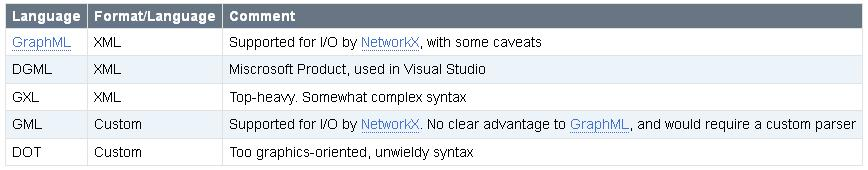 Language Format/Language Comment
GraphML XML Supported for I/O by NetworkX, with some caveats
DGML XML Miscrosoft Product, used in Visual Studio
GXL XML Top-heavy. Somewhat complex syntax
GML Custom Supported for I/O by NetworkX. No clear advantage to GraphML, and would require a custom parser
DOT Custom Too graphics-oriented, unwieldy syntax